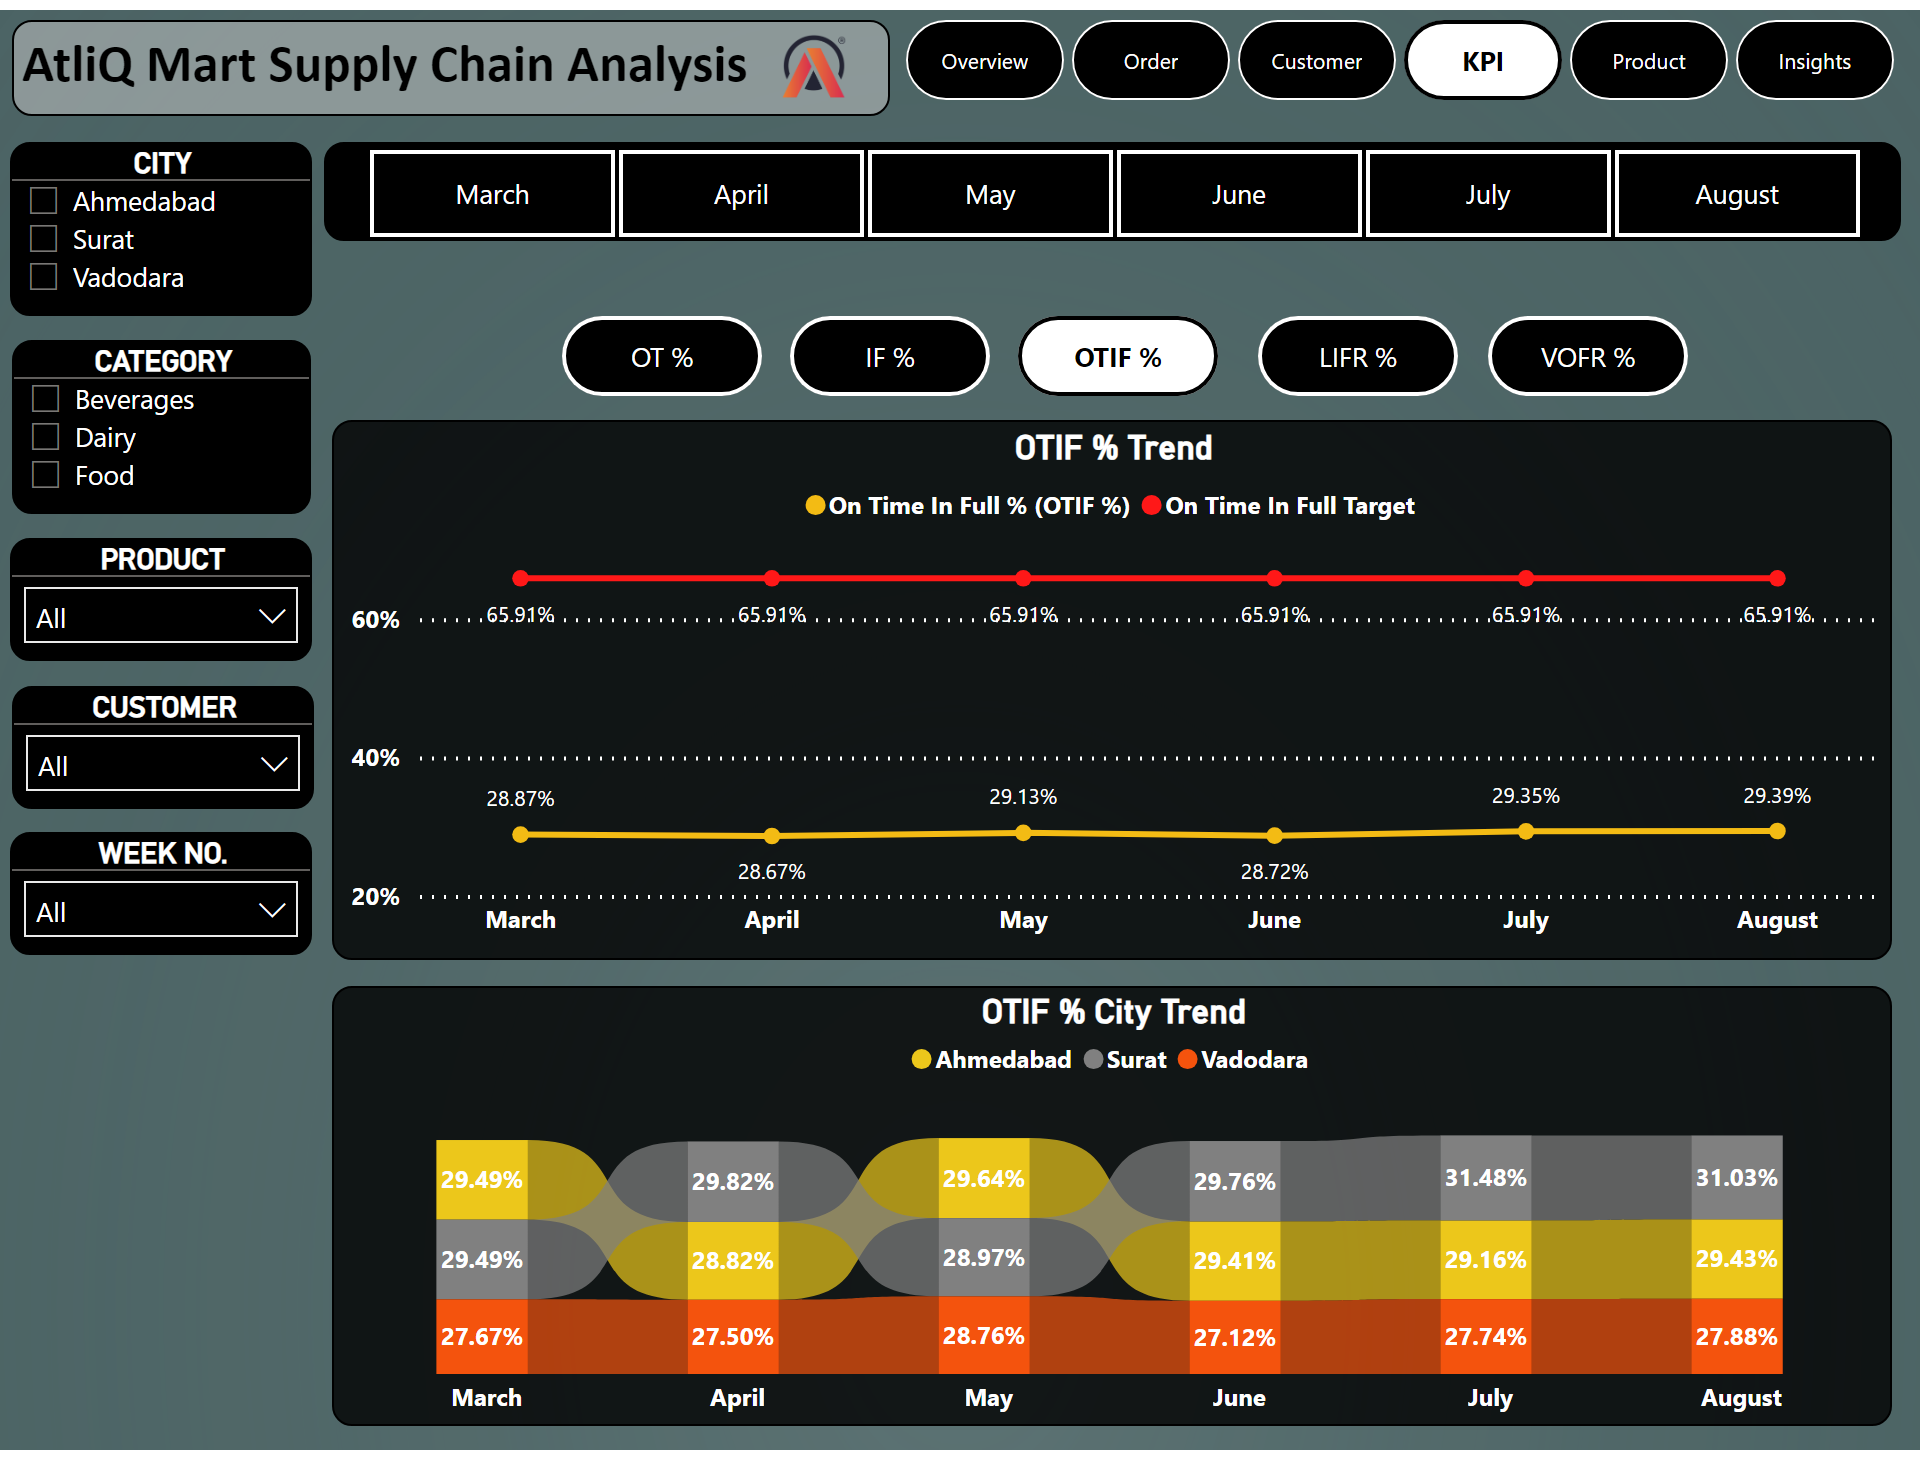 AtliQ Mart Supply Chain Analysis
Overview
Order
Customer
KPI
Product
Insights
CITY
Ahmedabad
Surat
Vadodara
CATEGORY
Beverages
Dairy
Food
PRODUCT
All
CUSTOMER
All
WEEK NO.
All
March April May June July August
OT % IF % OTIF % LIFR % VOFR %
OTIF % Trend
On Time In Full % (OTIF %) On Time In Full Target
60%
65.91% 65.91% 65.91% 65.91% 65.91% 65.91%
40%
28.87% 28.67% 29.13% 28.72% 29.35% 29.39%
20%
March April May June July August
OTIF % City Trend
Ahmedabad Surat Vadodara
29.49% 29.82% 29.64% 29.76% 31.48% 31.03%
29.49% 28.82% 28.97% 29.41% 29.16% 29.43%
27.67% 27.50% 28.76% 27.12% 27.74% 27.88%
March April May June July August